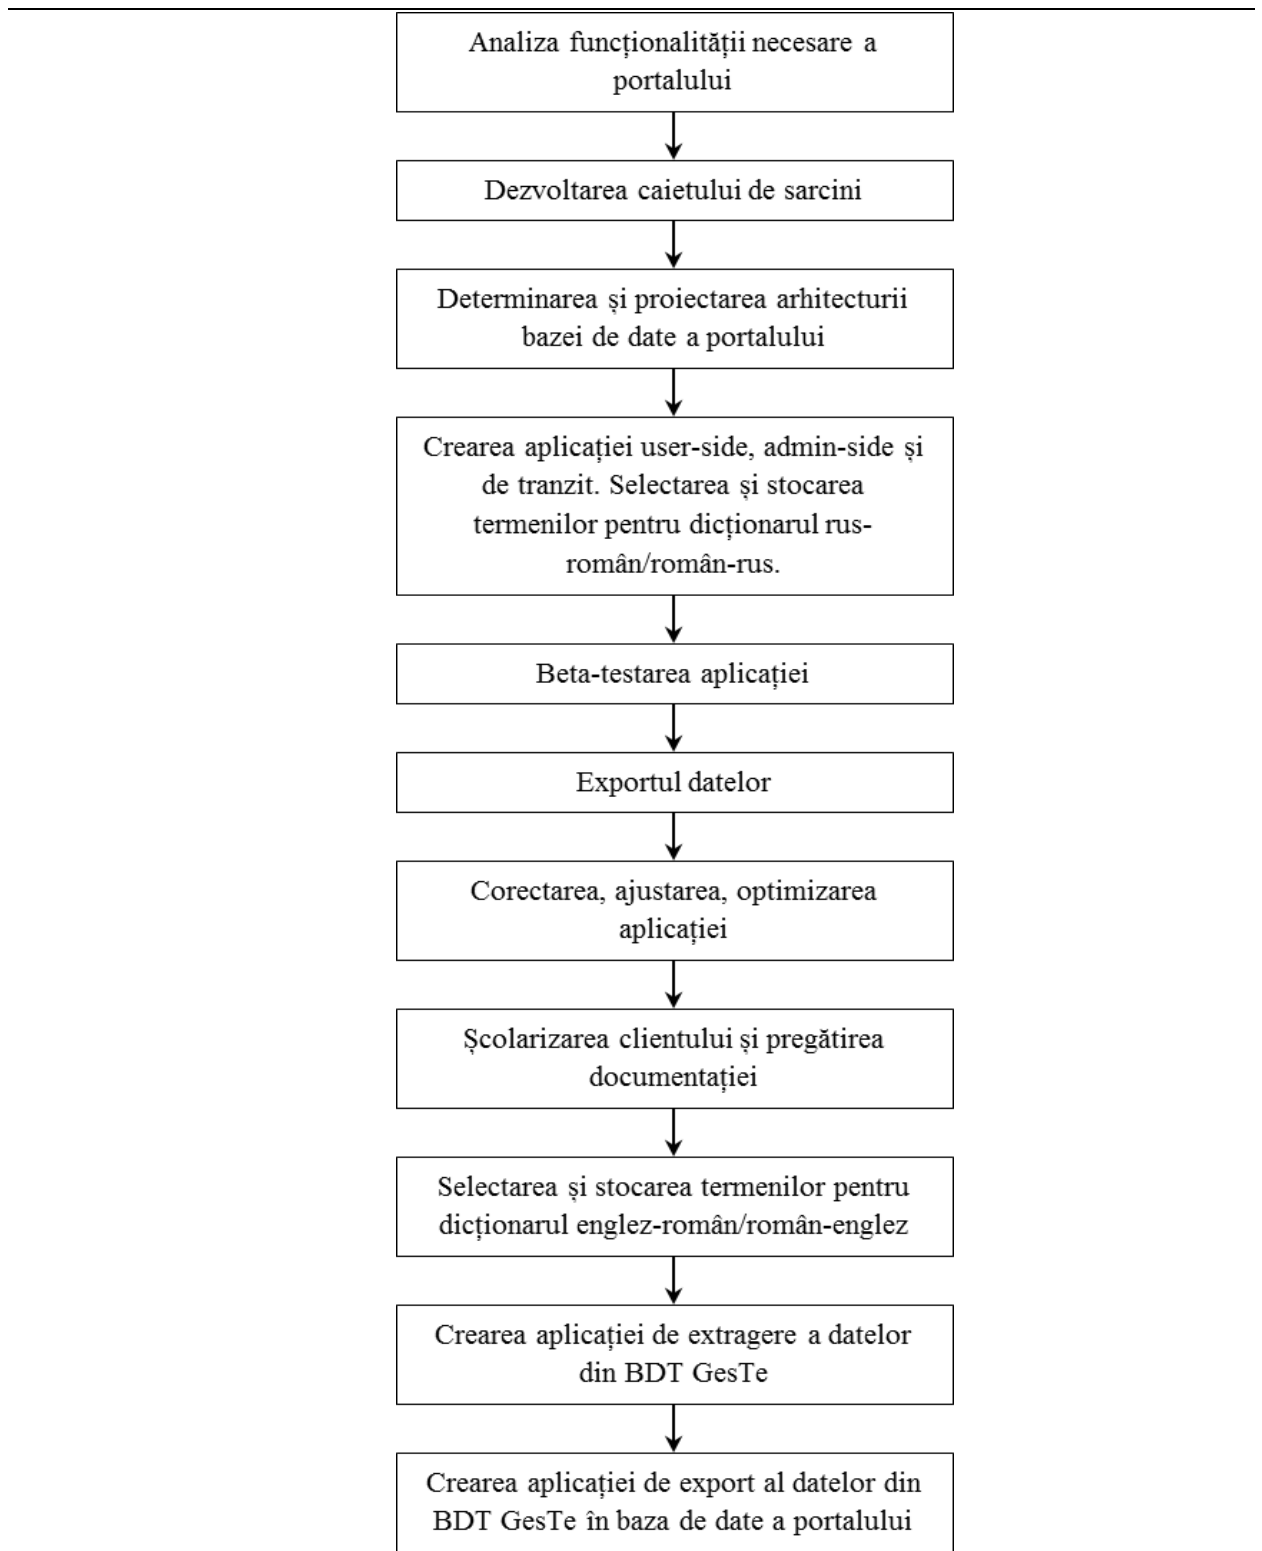 Analiza funcționalității necesare a
portalului
Dezvoltarea caietului de sarcini
Determinarea și proiectarea arhitecturii
bazei de date a portalului
Crearea aplicației user-side, admin-side și
de tranzit. Selectarea și stocarea
termenilor pentru dicționarul rus-
român/român-rus.
Beta-testarea aplicației
Exportul datelor
Corectarea, ajustarea, optimizarea
aplicației
Școlarizarea clientului și pregătirea
documentației
Selectarea și stocarea termenilor pentru
dicționarul englez-român/român-englez
Crearea aplicației de extragere a datelor
din BDT GesTe
Crearea aplicației de export al datelor din
BDT GesTe în baza de date a portalului